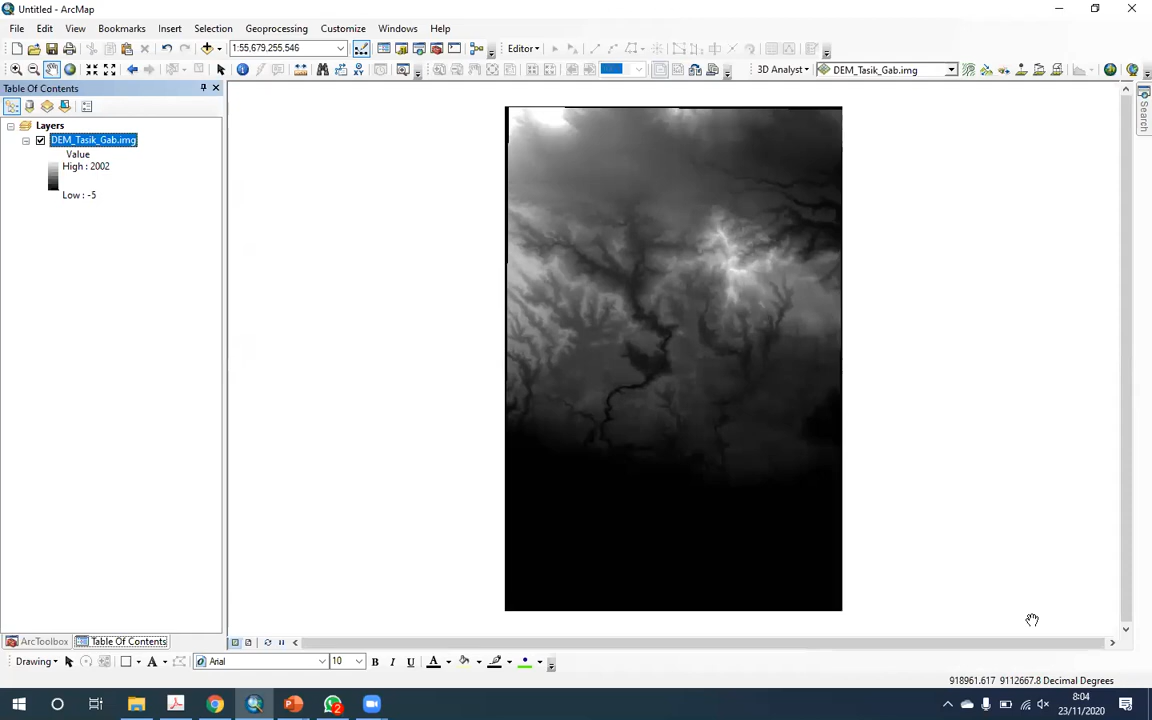 Untitled - ArcMap
File Edit View Bookmarks Insert Selection Geoprocessing Customize Windows Help
1:55,679,255,546
Editor
3D Analyst DEM_Tasik_Gab.img
Table Of Contents
Search
Layers
DEM_Tasik_Gab.img
Value
High : 2002
Low : -5
ArcToolbox Table Of Contents
Drawing A Arial 10 B I U A
918961.617 9112667.8 Decimal Degrees
2
8:04
23/11/2020